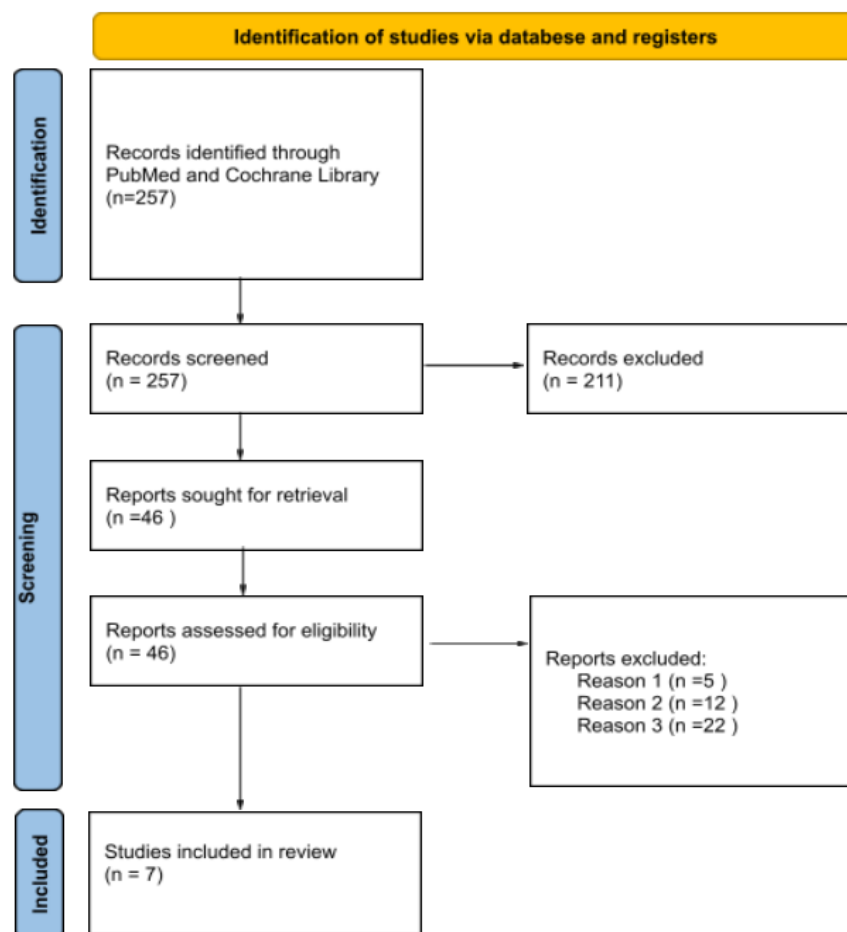 Identification of studies via databese and registers
Identification
Records identified through
PubMed and Cochrane Library
(n=257)
Screening
Records screened
(n = 257)
Records excluded
(n = 211)
Reports sought for retrieval
(n =46 )
Reports assessed for eligibility
(n = 46)
Reports excluded:
Reason 1 (n =5 )
Reason 2 (n =12 )
Reason 3 (n =22 )
Included
Studies included in review
(n = 7)